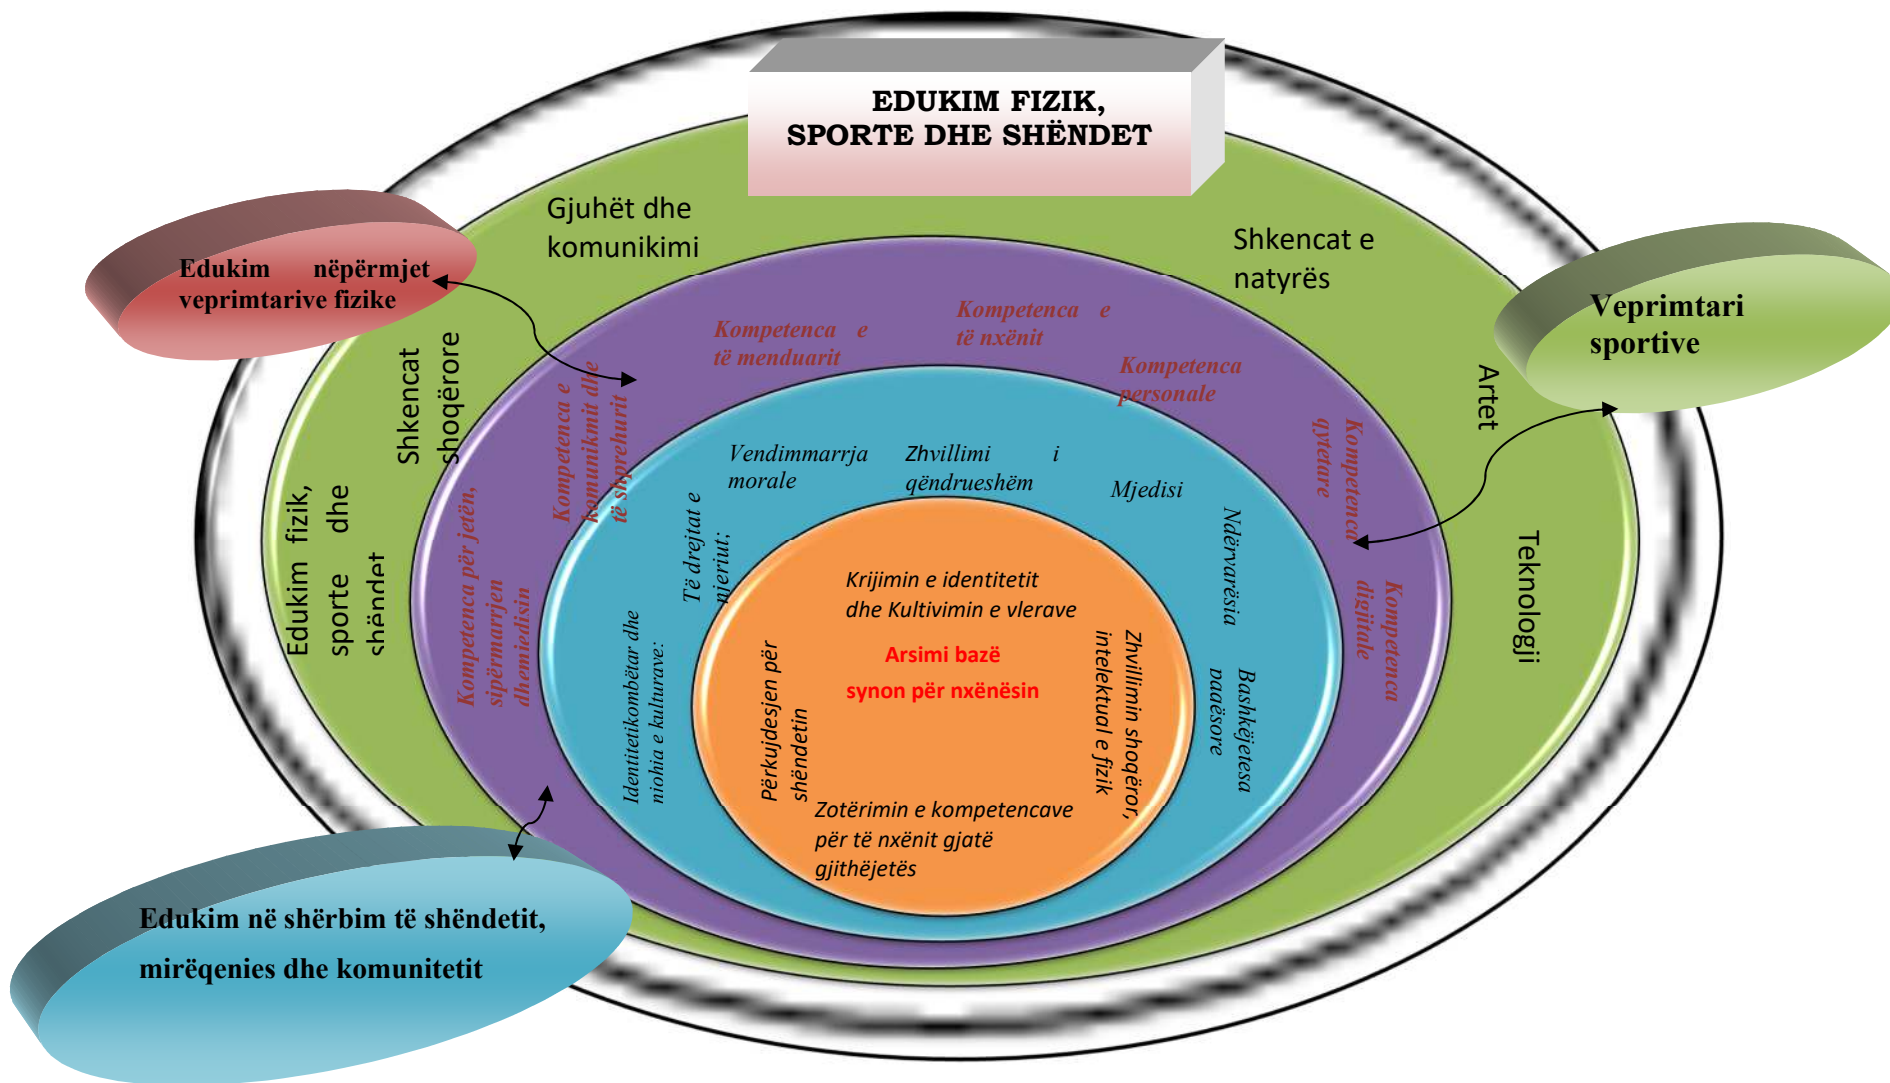 EDUKIM FIZIK,
SPORTE DHE SHËNDET
Edukim nëpërmjet
veprimtarive fizike
Veprimtari
sportive
Edukim në shërbim të shëndetit,
mirëqenies dhe komunitetit
Gjuhët dhe
komunikimi
Shkencat e
natyrës
Artet
Teknologji
Shkencat
shoqërore
Edukim fizik,
sporte dhe
shëndet
Kompetenca e
të menduarit
Kompetenca e
të nxënit
Kompetenca
personale
Kompetenca
qytetare
Kompetenca
digjitale
Kompetenca e
komunikmit dhe
të shprehurit
Kompetenca për jetën,
sipërmarrjen
dhemjedisin
Vendimmarrja
morale
Zhvillimi i
qëndrueshëm
Mjedisi
Ndërvarësia
Bashkëjetesa
paqësore
Të drejtat e
njeriut;
Identitetikombëtar dhe
njohja e kulturave;
Krijimin e identitetit
dhe Kultivimin e vlerave
Arsimi bazë
synon për nxënësin
Përkujdesjen për
shëndetin
Zhvillimin shoqëror,
intelektual e fizik
Zotërimin e kompetencave
për të nxënit gjatë
gjithëjetës